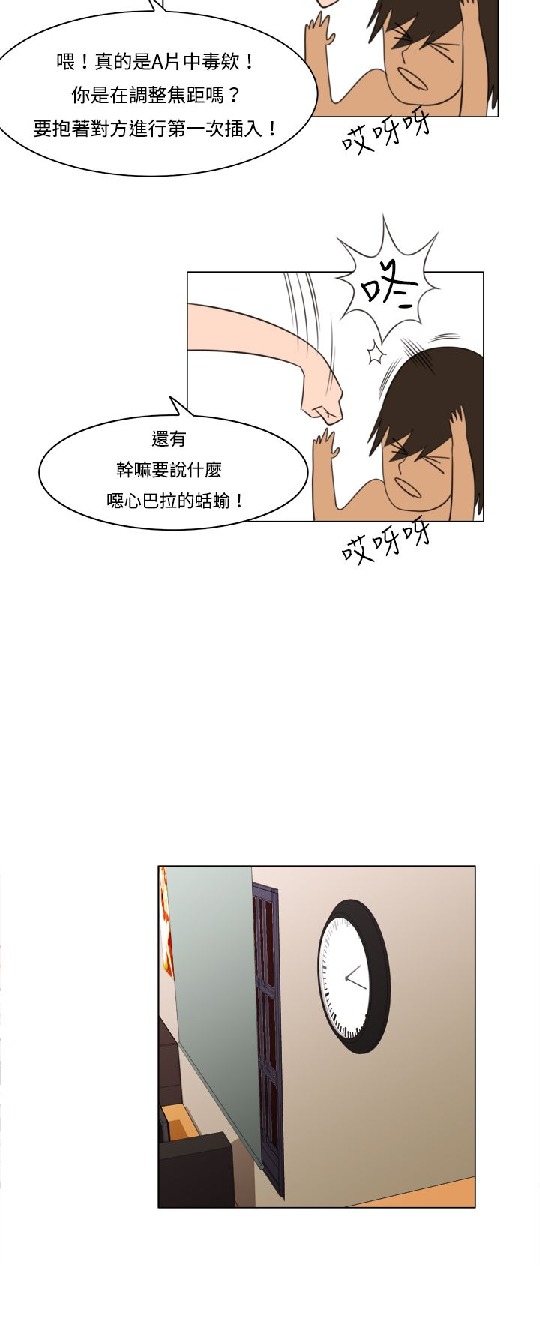 喂！真的是A片中毒欸！
你是在調整焦距嗎？
要抱著對方進行第一次插入！
哎呀呀
咚
還有
幹嘛要說什麼
噁心巴拉的蛞蝓！
哎呀呀